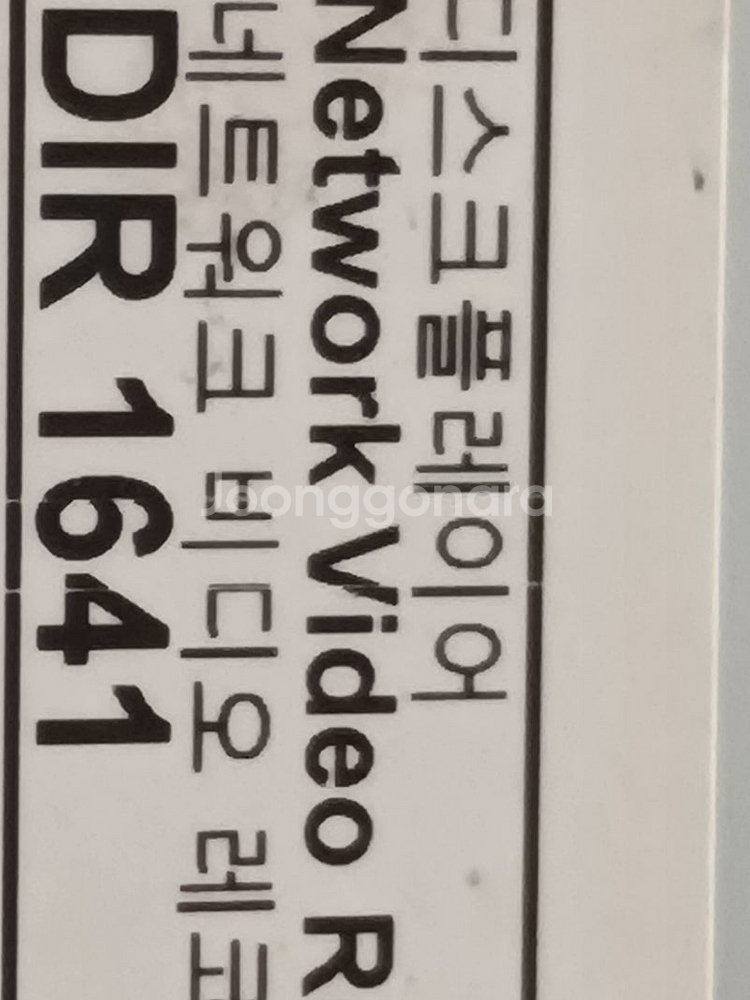 디스크플레이어
Network Video R
네트워크 비디오 레코
DIR 1641
Joonggonara